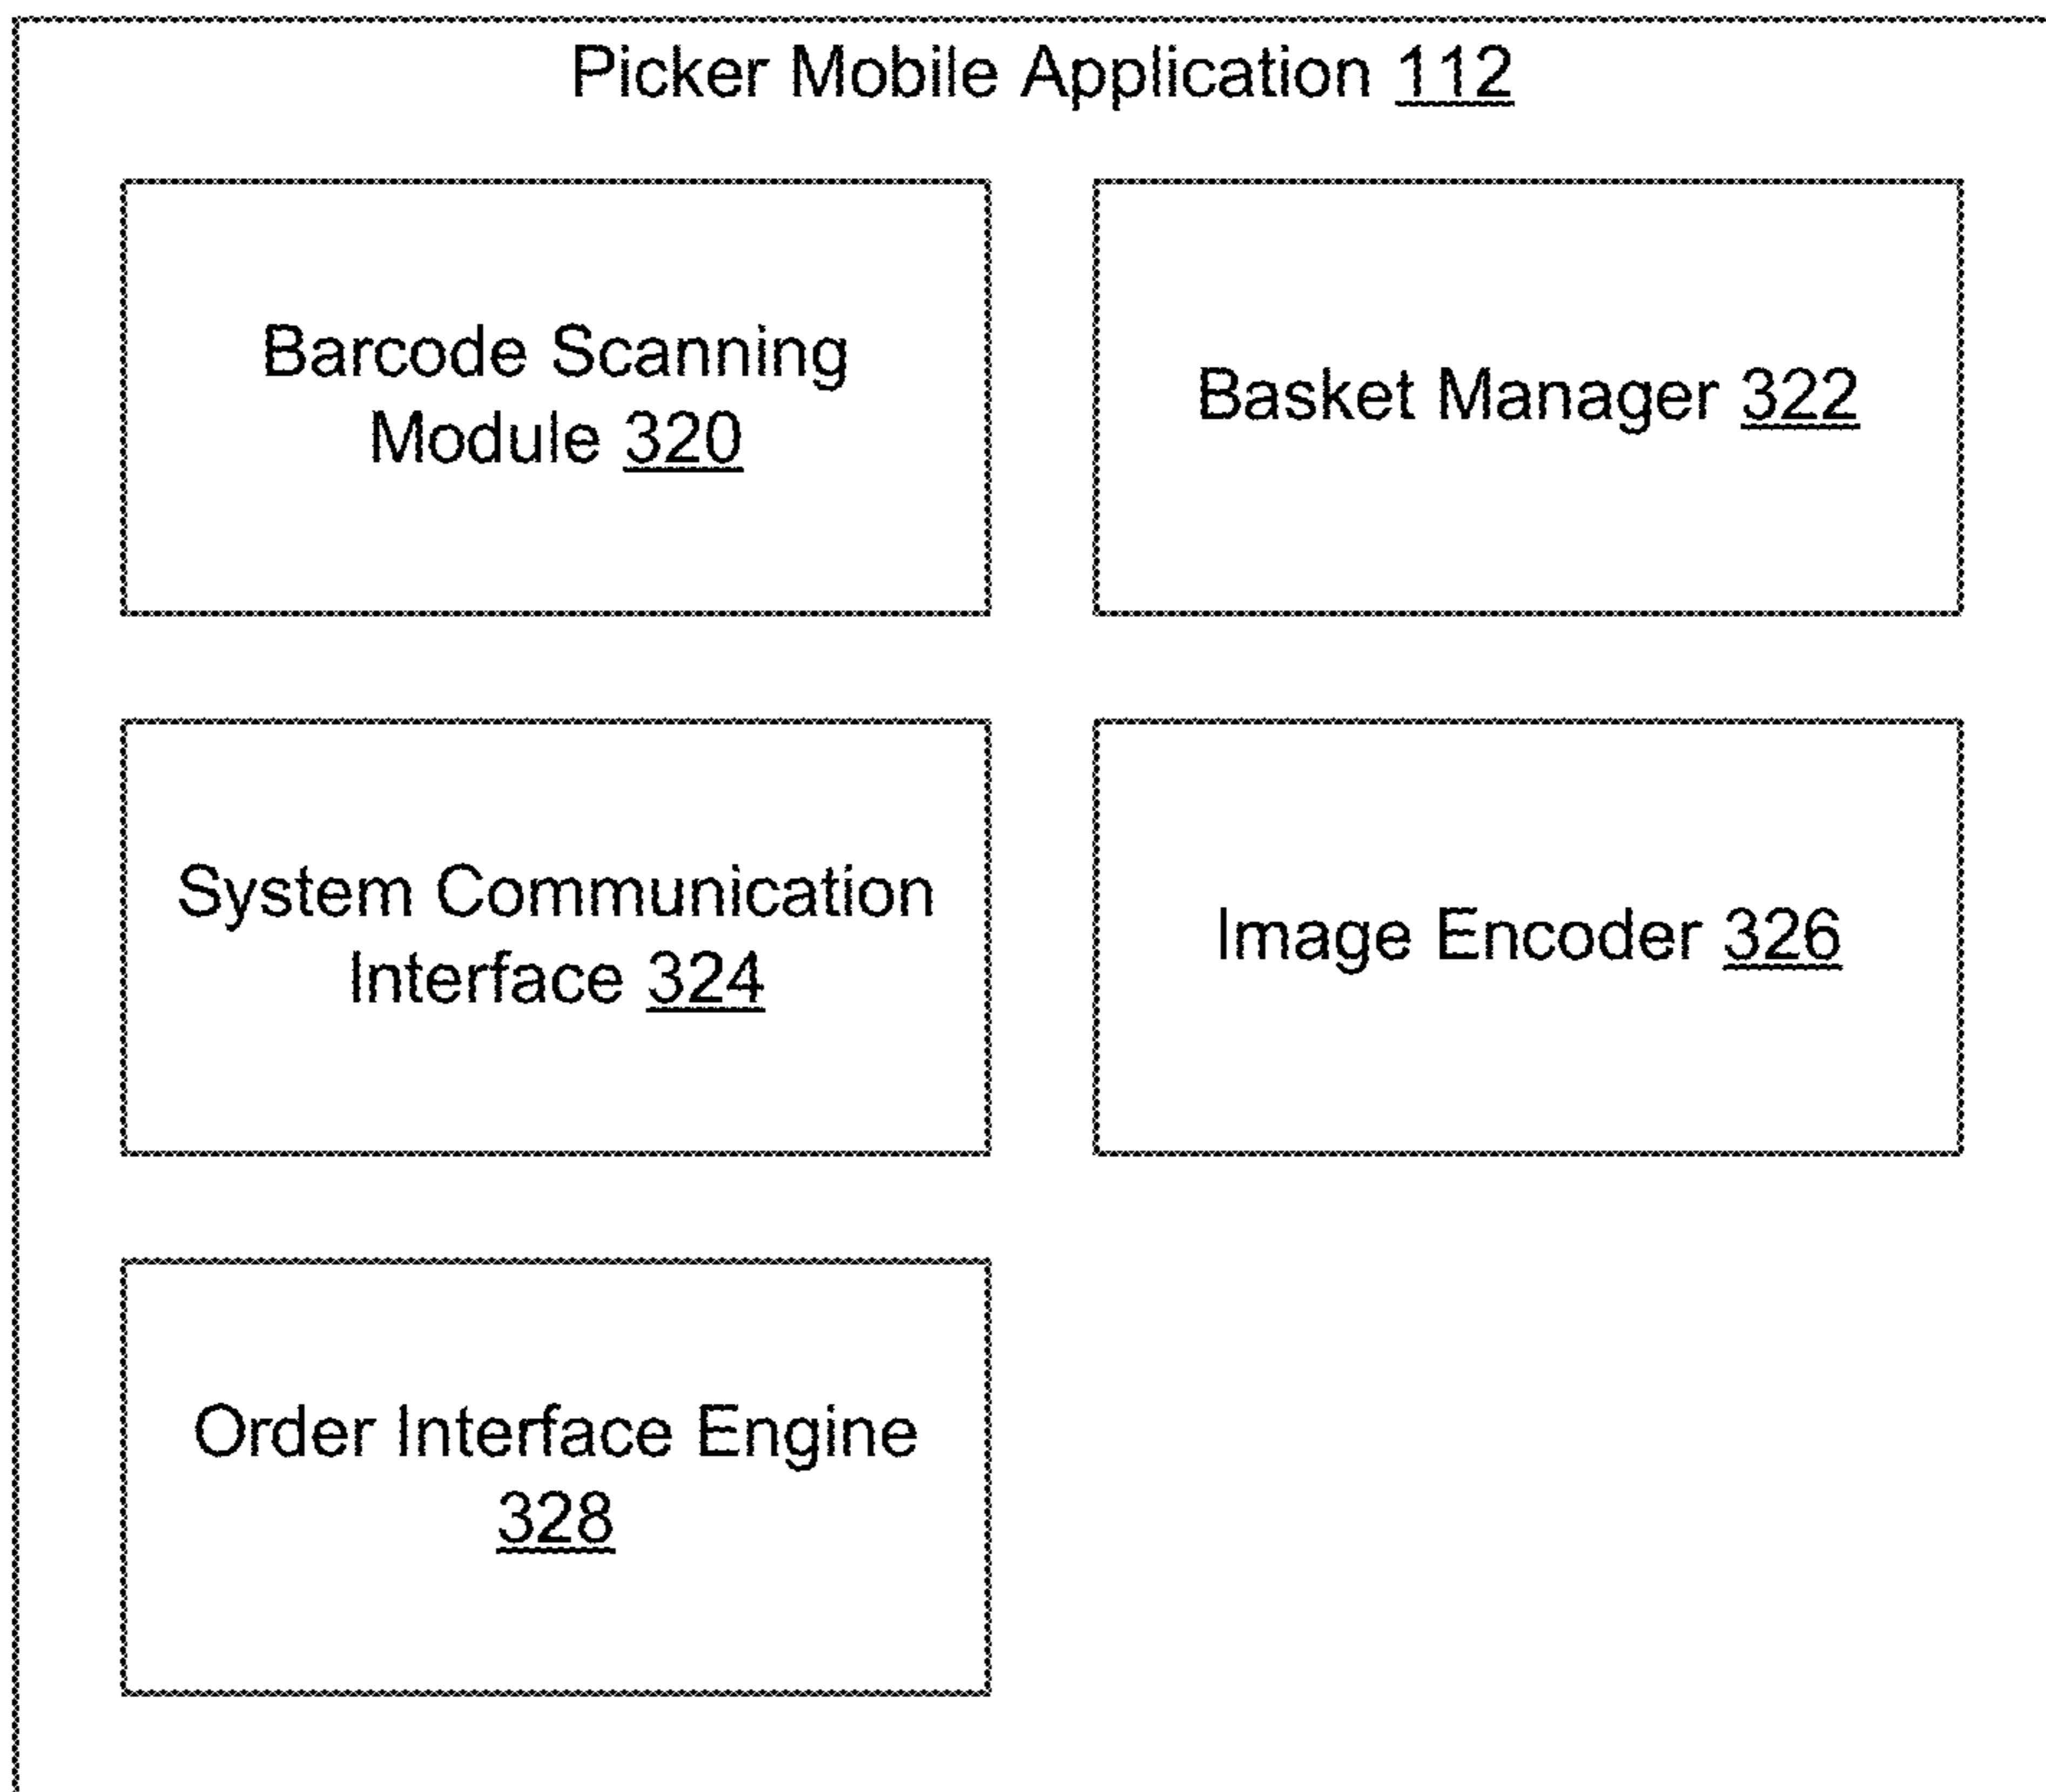 Picker Mobile Application 112
Barcode Scanning
Module 320
Basket Manager 322
System Communication
Interface 324
Image Encoder 326
Order Interface Engine
328